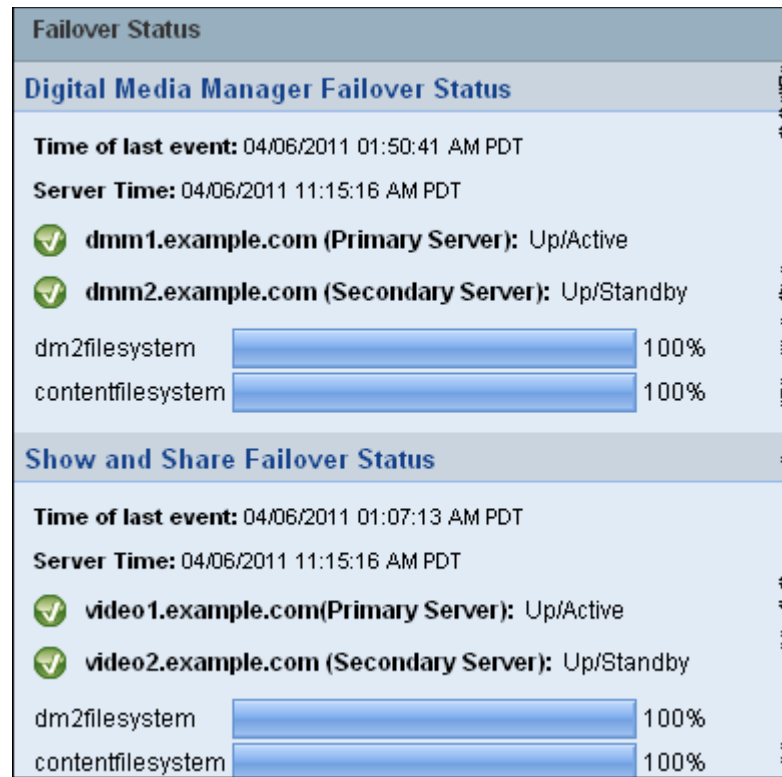 Failover Status
Digital Media Manager Failover Status
Time of last event: 04/06/2011 01:50:41 AM PDT
Server Time: 04/06/2011 11:15:16 AM PDT
dmm1.example.com (Primary Server): Up/Active
dmm2.example.com (Secondary Server): Up/Standby
dm2filesystem 100%
contentfilesystem 100%
Show and Share Failover Status
Time of last event: 04/06/2011 01:07:13 AM PDT
Server Time: 04/06/2011 11:15:16 AM PDT
video1.example.com(Primary Server): Up/Active
video2.example.com (Secondary Server): Up/Standby
dm2filesystem 100%
contentfilesystem 100%